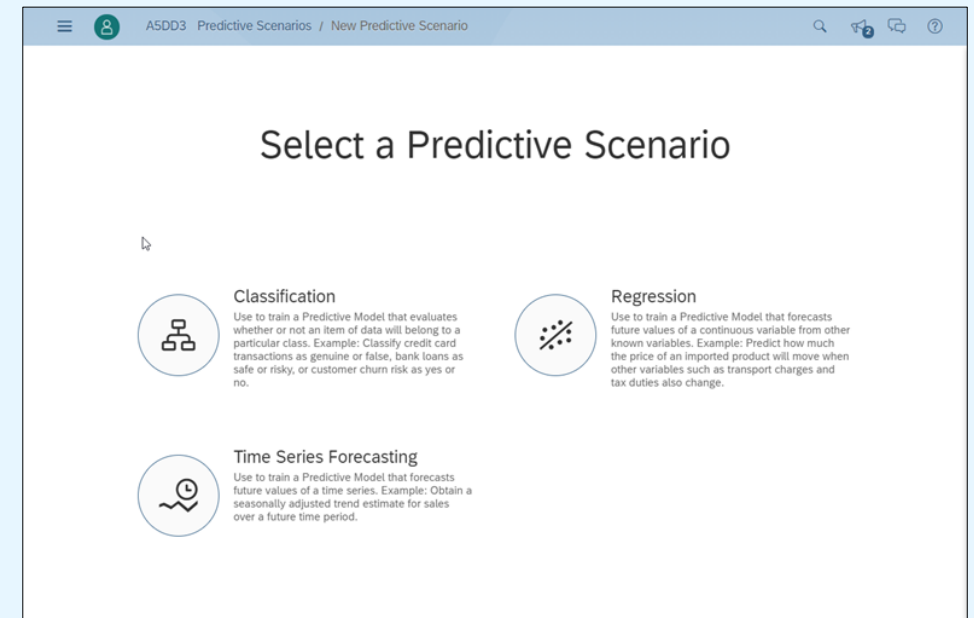 A5DD3 Predictive Scenarios / New Predictive Scenario
2
Select a Predictive Scenario
Classification
Use to train a Predictive Model that evaluates
whether or not an item of data will belong to a
particular class. Example: Classify credit card
transactions as genuine or false, bank loans as
safe or risky, or customer churn risk as yes or
no.
Regression
Use to train a Predictive Model that forecasts
future values of a continuous variable from other
known variables. Example: Predict how much
the price of an imported product will move when
other variables such as transport charges and
tax duties also change.
Time Series Forecasting
Use to train a Predictive Model that forecasts
future values of a time series. Example: Obtain a
seasonally adjusted trend estimate for sales
over a future time period.